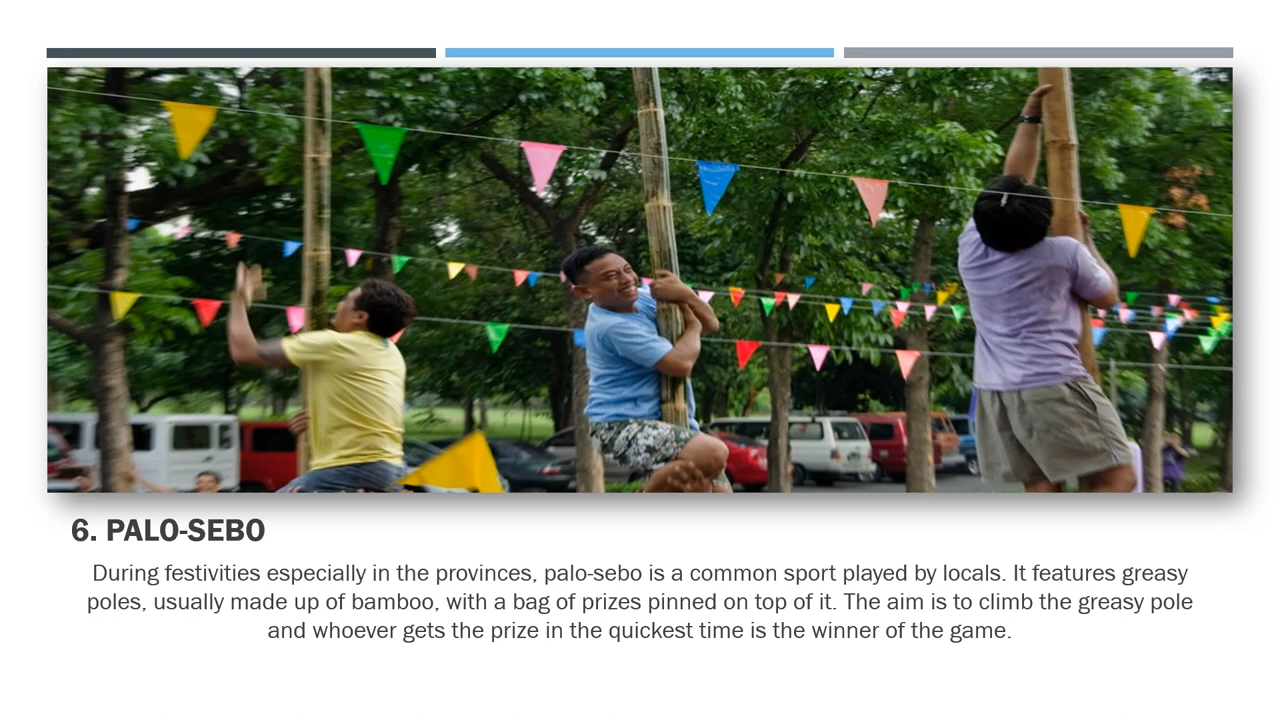 6. PALO-SEBO
During festivities especially in the provinces, palo-sebo is a common sport played by locals. It features greasy
poles, usually made up of bamboo, with a bag of prizes pinned on top of it. The aim is to climb the greasy pole
and whoever gets the prize in the quickest time is the winner of the game.